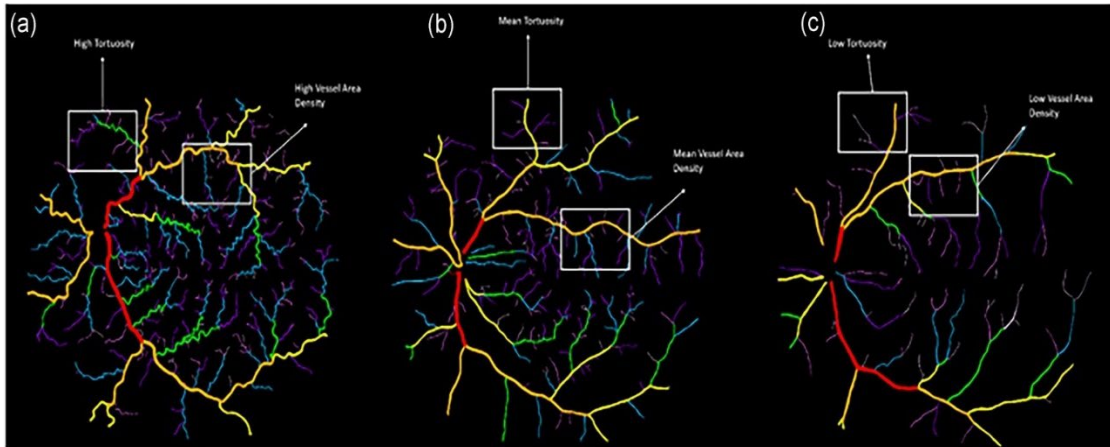 (a)
High Tortuosity
High Vessel Area
Density
(b)
Mean Tortuosity
Mean Vessel Area
Density
(c)
Low Tortuosity
Low Vessel Area
Density